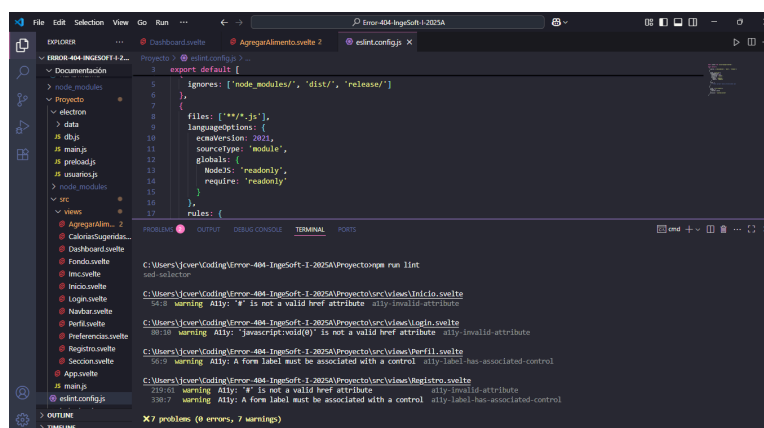 File Edit Selection View Go Run ··· Error-404-IngeSoft-I-2025A
EXPLORER ···
ERROR-404-INGESOFT-I-2...
Documentación
node_modules
Proyecto
electron
data
JS db.js
JS main.js
JS preload.js
JS usuarios.js
node_modules
src
views
AgregarAlim... 2
CaloriasSugeridas...
Dashboard.svelte
Fondo.svelte
Imc.svelte
Inicio.svelte
Login.svelte
Navbar.svelte
Perfil.svelte
Preferencias.svelte
Registro.svelte
Seccion.svelte
App.svelte
JS main.js
eslint.config.js
OUTLINE
TIMELINE
Dashboard.svelte AgregarAlimento.svelte 2 eslint.config.js
Proyecto > eslint.config.js > ...
3 export default [
5 ignores: ['node_modules/', 'dist/', 'release/']
6 },
7 {
8 files: ['**/*.js'],
9 languageOptions: {
10 ecmaVersion: 2021,
11 sourceType: 'module',
12 globals: {
13 NodeJS: 'readonly',
14 require: 'readonly'
15 }
16 },
17 rules: {
PROBLEMS 2 OUTPUT DEBUG CONSOLE TERMINAL PORTS cmd
C:\Users\jcver\Coding\Error-404-IngeSoft-I-2025A\Proyecto>npm run lint
sed-selector
C:\Users\jcver\Coding\Error-404-IngeSoft-I-2025A\Proyecto\src\views\Inicio.svelte
54:8 warning A11y: '#' is not a valid href attribute a11y-invalid-attribute
C:\Users\jcver\Coding\Error-404-IngeSoft-I-2025A\Proyecto\src\views\Login.svelte
80:10 warning A11y: 'javascript:void(0)' is not a valid href attribute a11y-invalid-attribute
C:\Users\jcver\Coding\Error-404-IngeSoft-I-2025A\Proyecto\src\views\Perfil.svelte
56:9 warning A11y: A form label must be associated with a control a11y-label-has-associated-control
C:\Users\jcver\Coding\Error-404-IngeSoft-I-2025A\Proyecto\src\views\Registro.svelte
219:61 warning A11y: '#' is not a valid href attribute a11y-invalid-attribute
330:7 warning A11y: A form label must be associated with a control a11y-label-has-associated-control
✕ 7 problems (0 errors, 7 warnings)